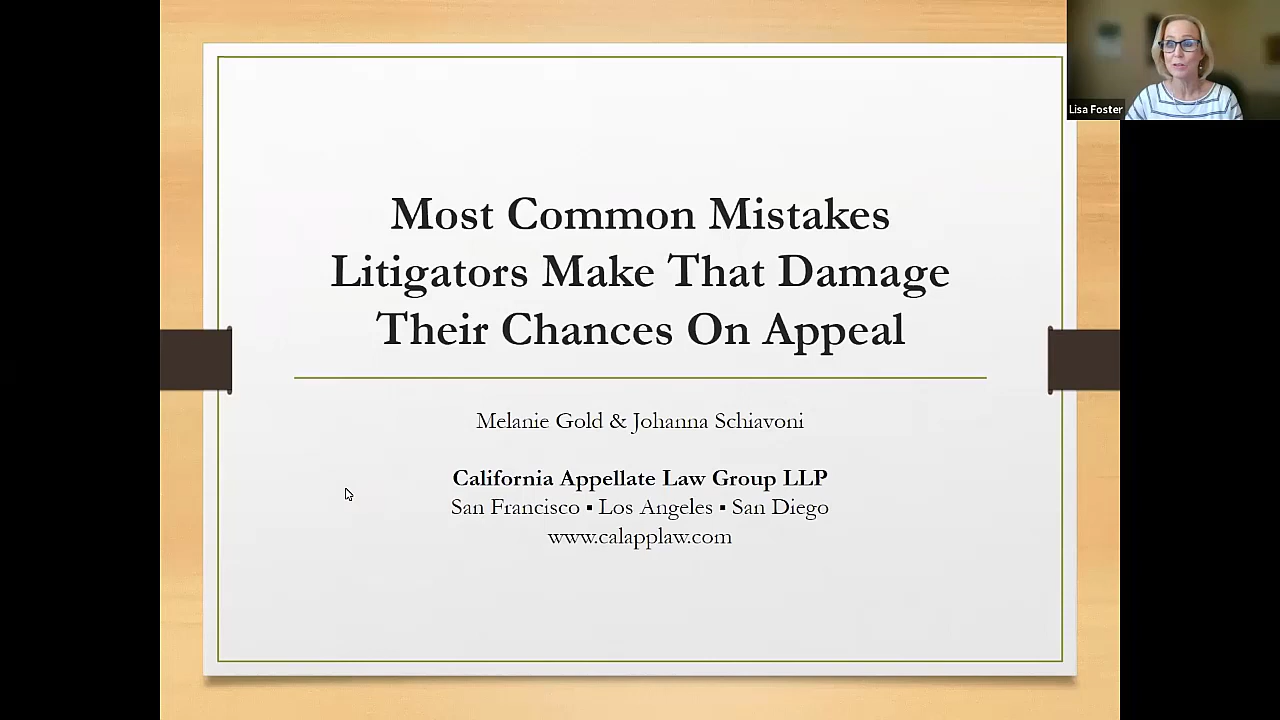 Most Common Mistakes
Litigators Make That Damage
Their Chances On Appeal
Melanie Gold & Johanna Schiavoni
California Appellate Law Group LLP
San Francisco ▪ Los Angeles ▪ San Diego
www.calapplaw.com
Lisa Foster